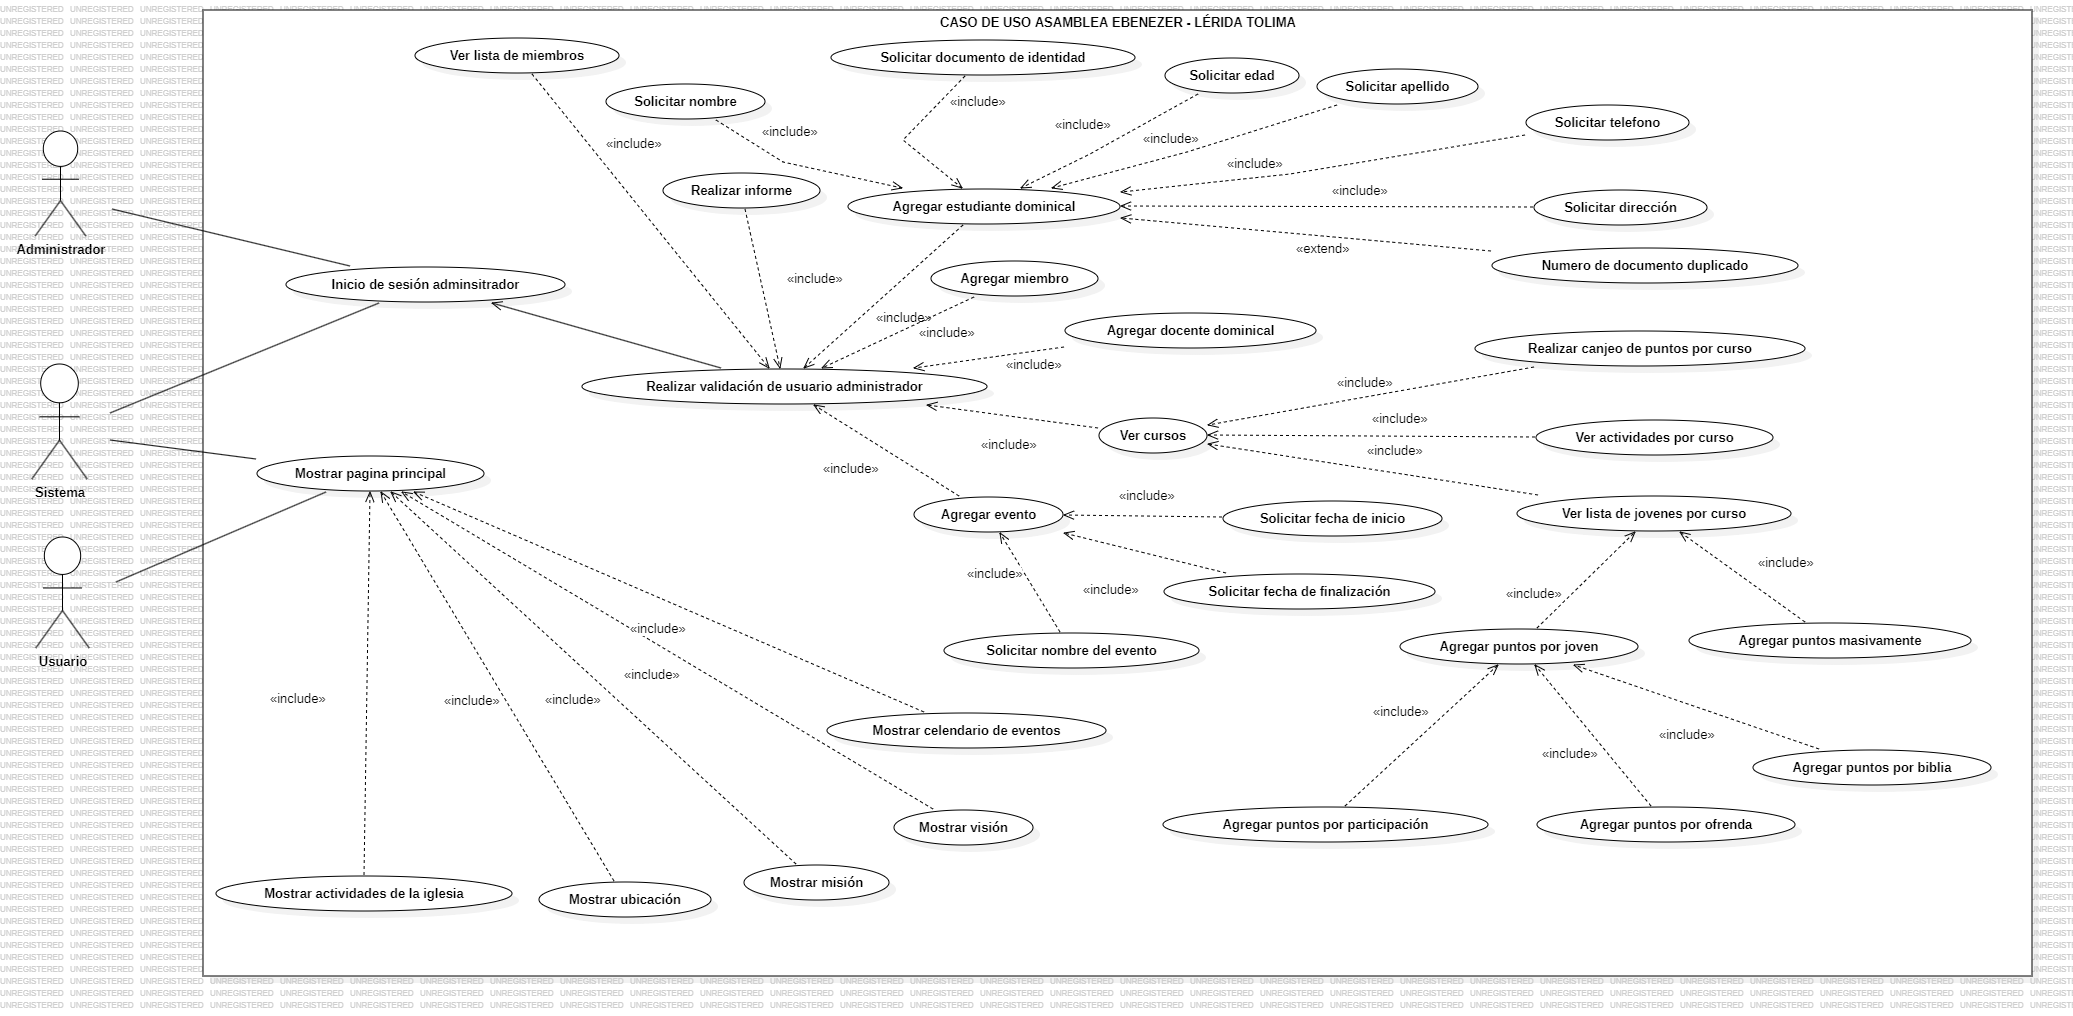 CASO DE USO ASAMBLEA EBENEZER - LÉRIDA TOLIMA
Ver lista de miembros
Solicitar documento de identidad
Solicitar edad
Solicitar apellido
Solicitar nombre
«include»
Solicitar telefono
«include»
«include»
«include»
«include»
«include»
Realizar informe
«include»
Agregar estudiante dominical
Solicitar dirección
Administrador
«extend»
Numero de documento duplicado
«include»
Agregar miembro
Inicio de sesión adminsitrador
«include»
«include»
Agregar docente dominical
Realizar canjeo de puntos por curso
«include»
Realizar validación de usuario administrador
«include»
«include»
Ver cursos
Ver actividades por curso
«include»
«include»
«include»
Mostrar pagina principal
Sistema
«include»
Agregar evento
Solicitar fecha de inicio
Ver lista de jovenes por curso
«include»
«include»
«include»
Solicitar fecha de finalización
«include»
«include»
Agregar puntos masivamente
Agregar puntos por joven
Solicitar nombre del evento
Usuario
«include»
«include»
«include»
«include»
«include»
Mostrar celendario de eventos
«include»
«include»
Agregar puntos por biblia
Mostrar visión
Agregar puntos por participación
Agregar puntos por ofrenda
Mostrar misión
Mostrar actividades de la iglesia
Mostrar ubicación
UNREGISTERED